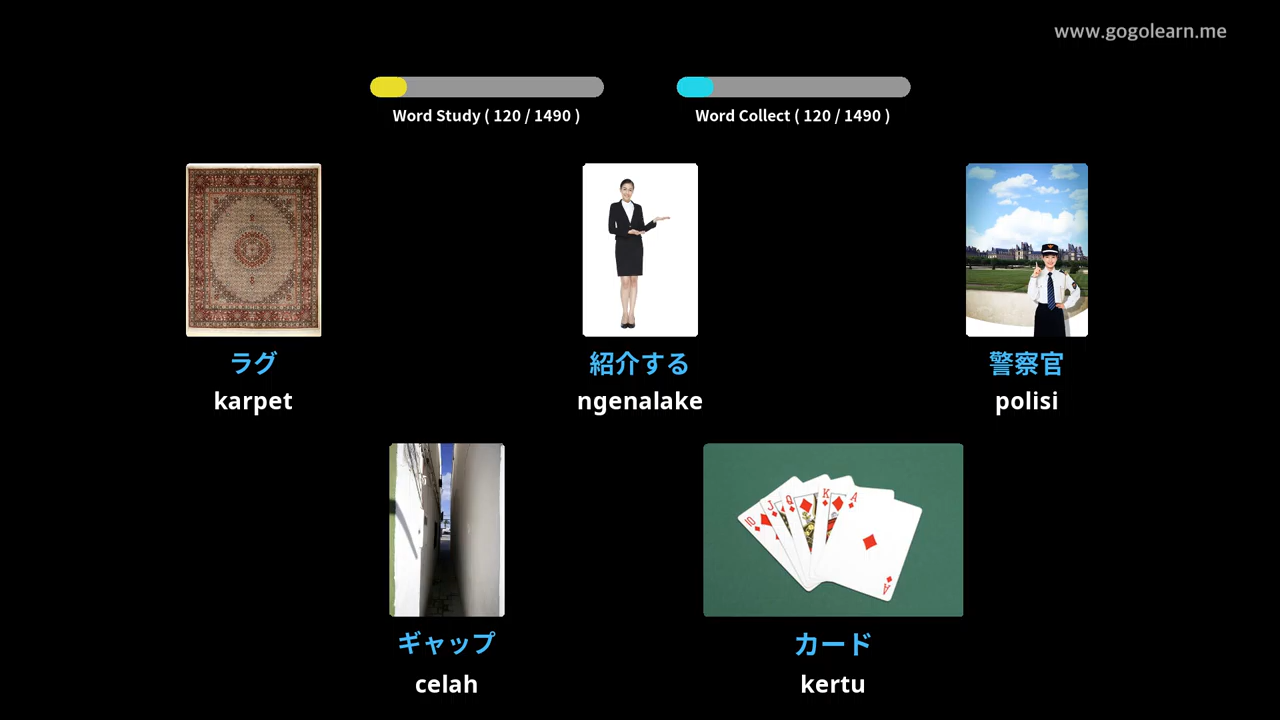 www.gogolearn.me
Word Study ( 120 / 1490 )
Word Collect ( 120 / 1490 )
ラグ
karpet
紹介する
ngenalake
警察官
polisi
10
J
Q
K
A
A
ギャップ
celah
カード
kertu